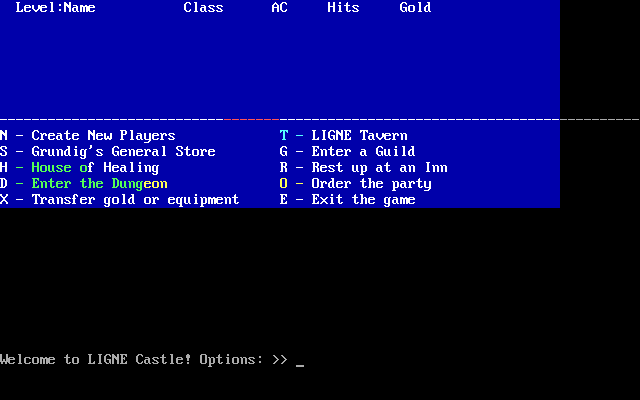 Level:Name Class AC Hits Gold
--------------------------------------------------------------------------------
N - Create New Players T - LIGNE Tavern
S - Grundig's General Store G - Enter a Guild
H - House of Healing R - Rest up at an Inn
D - Enter the Dungeon O - Order the party
X - Transfer gold or equipment E - Exit the game
Welcome to LIGNE Castle! Options: >> _